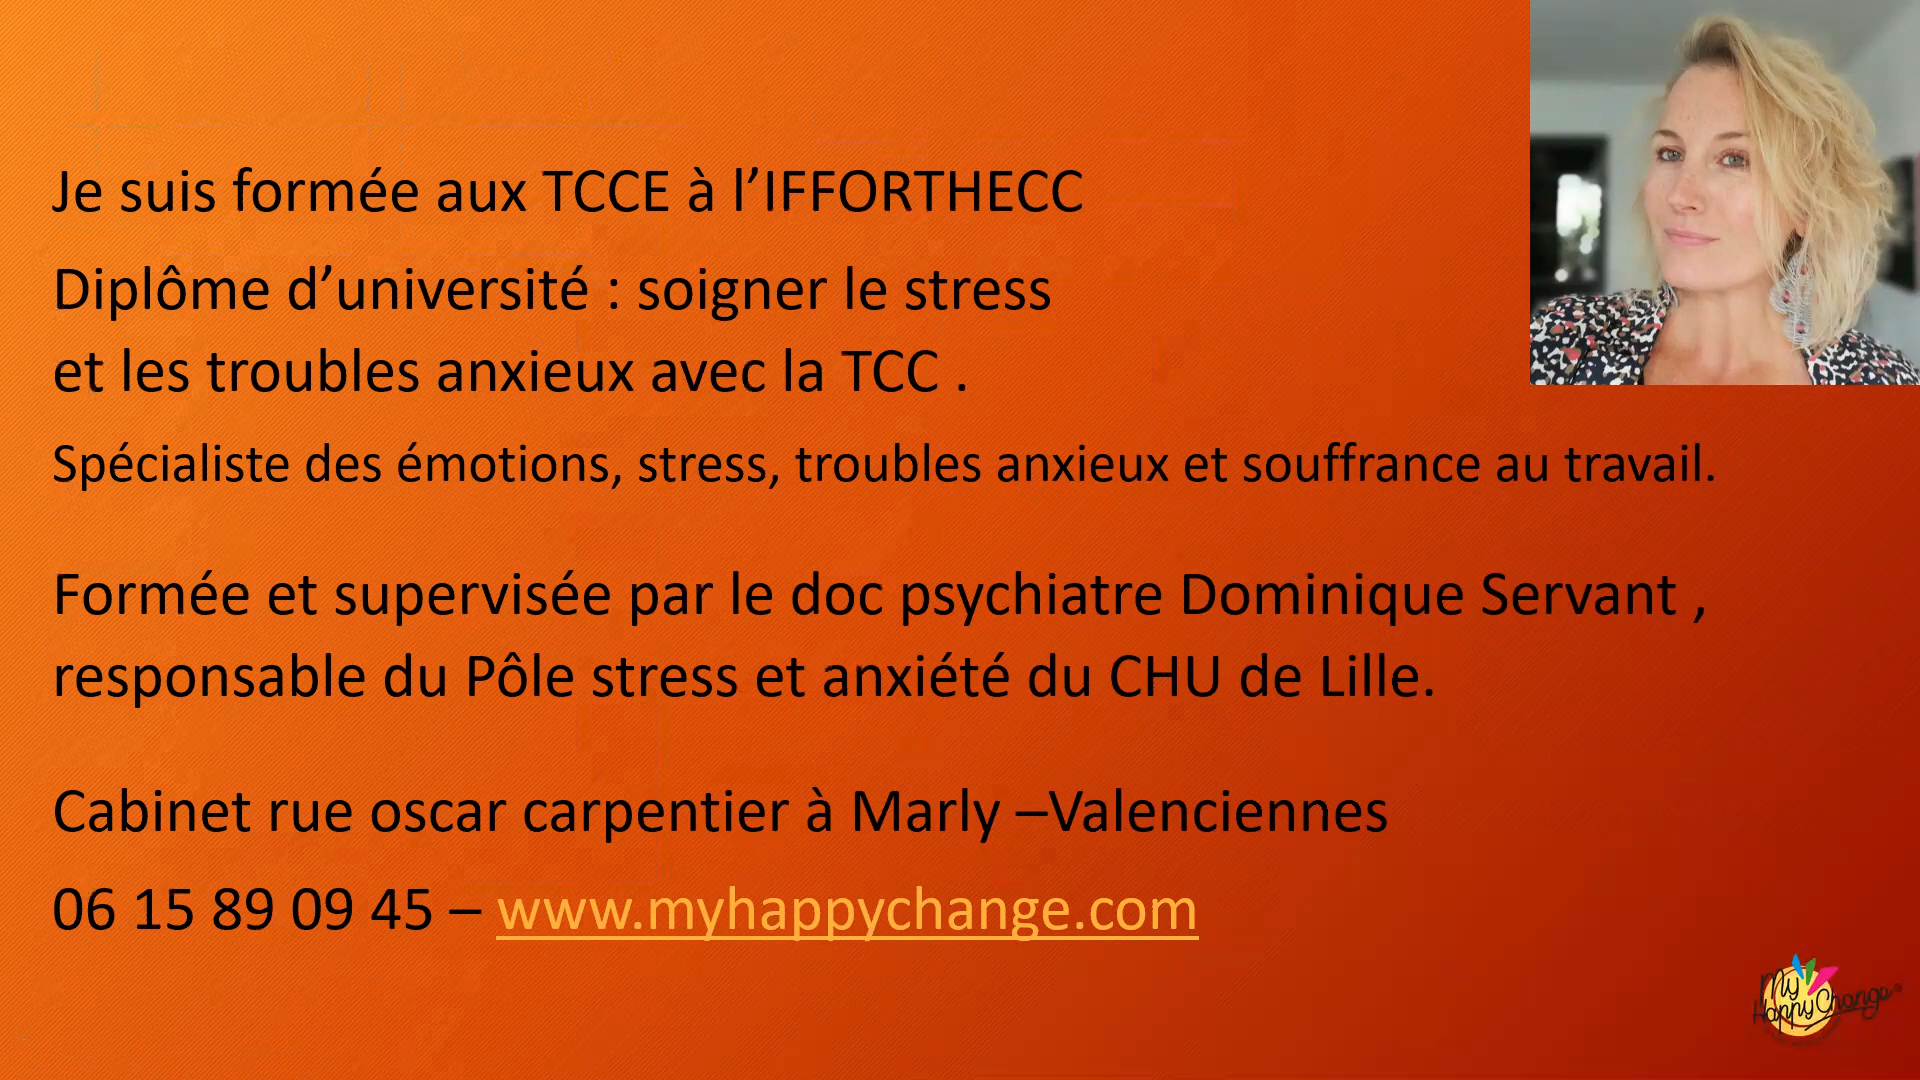 Je suis formée aux TCCE à l’IFFORTHECC
Diplôme d’université : soigner le stress
et les troubles anxieux avec la TCC .
Spécialiste des émotions, stress, troubles anxieux et souffrance au travail.
Formée et supervisée par le doc psychiatre Dominique Servant ,
responsable du Pôle stress et anxiété du CHU de Lille.
Cabinet rue oscar carpentier à Marly –Valenciennes
06 15 89 09 45 – www.myhappychange.com
My
HappyChange